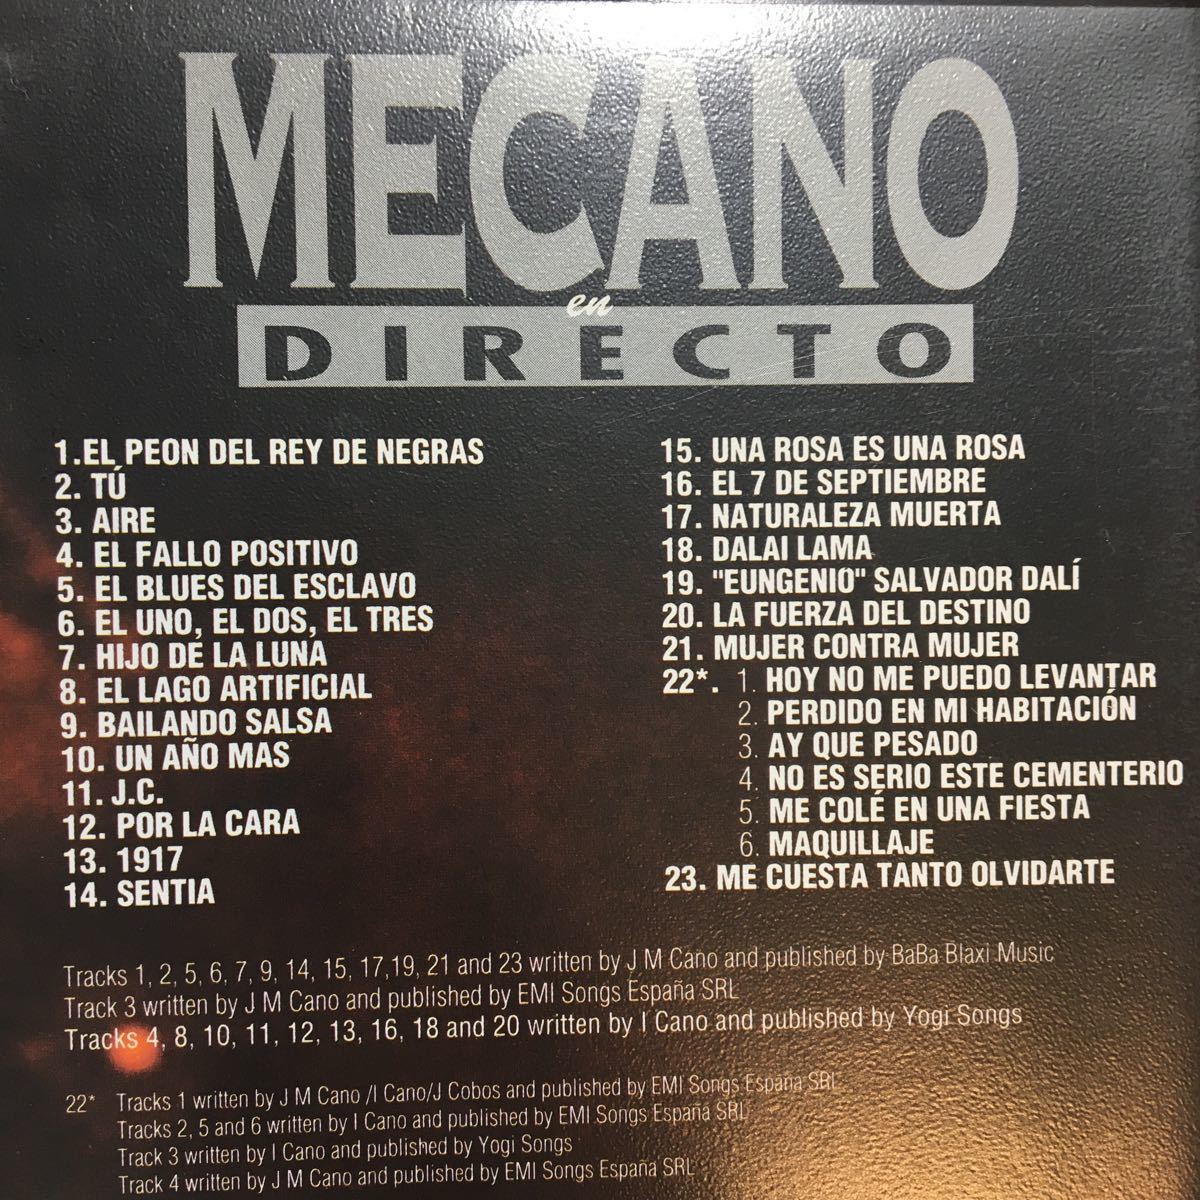 MECANO
en
DIRECTO
1.EL PEON DEL REY DE NEGRAS
2. TÚ
3. AIRE
4. EL FALLO POSITIVO
5. EL BLUES DEL ESCLAVO
6. EL UNO, EL DOS, EL TRES
7. HIJO DE LA LUNA
8. EL LAGO ARTIFICIAL
9. BAILANDO SALSA
10. UN AÑO MAS
11. J.C.
12. POR LA CARA
13. 1917
14. SENTIA
15. UNA ROSA ES UNA ROSA
16. EL 7 DE SEPTIEMBRE
17. NATURALEZA MUERTA
18. DALAI LAMA
19. "EUNGENIO" SALVADOR DALÍ
20. LA FUERZA DEL DESTINO
21. MUJER CONTRA MUJER
22*. 1. HOY NO ME PUEDO LEVANTAR
2. PERDIDO EN MI HABITACIÓN
3. AY QUE PESADO
4. NO ES SERIO ESTE CEMENTERIO
5. ME COLÉ EN UNA FIESTA
6. MAQUILLAJE
23. ME CUESTA TANTO OLVIDARTE
Tracks 1, 2, 5, 6, 7, 9, 14, 15, 17,19, 21 and 23 written by J M Cano and published by BaBa Blaxi Music
Track 3 written by J M Cano and published by EMI Songs España SRL
Tracks 4, 8, 10, 11, 12, 13, 16, 18 and 20 written by I Cano and published by Yogi Songs
22* Tracks 1 written by J M Cano /I Cano/J Cobos and published by EMI Songs España SRL
Tracks 2, 5 and 6 written by I Cano and published by EMI Songs España SRL
Track 3 written by I Cano and published by Yogi Songs
Track 4 written by J M Cano and published by EMI Songs España SRL